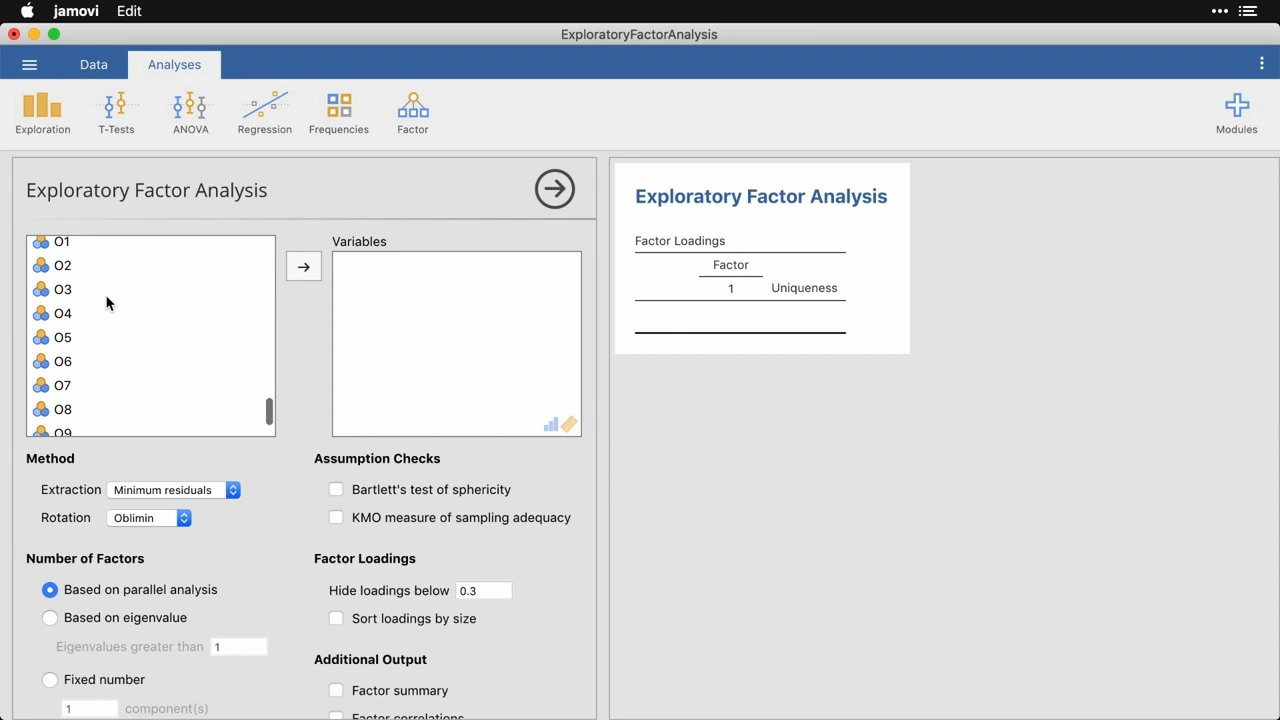 jamovi Edit
ExploratoryFactorAnalysis
Data Analyses
Exploration T-Tests ANOVA Regression Frequencies Factor Modules
Exploratory Factor Analysis
O1
O2
O3
O4
O5
O6
O7
O8
O9
Variables
Method
Extraction Minimum residuals
Rotation Oblimin
Number of Factors
Based on parallel analysis
Based on eigenvalue
Eigenvalues greater than 1
Fixed number
1 component(s)
Assumption Checks
Bartlett's test of sphericity
KMO measure of sampling adequacy
Factor Loadings
Hide loadings below 0.3
Sort loadings by size
Additional Output
Factor summary
Factor correlations
Exploratory Factor Analysis
Factor Loadings
Factor
1 Uniqueness